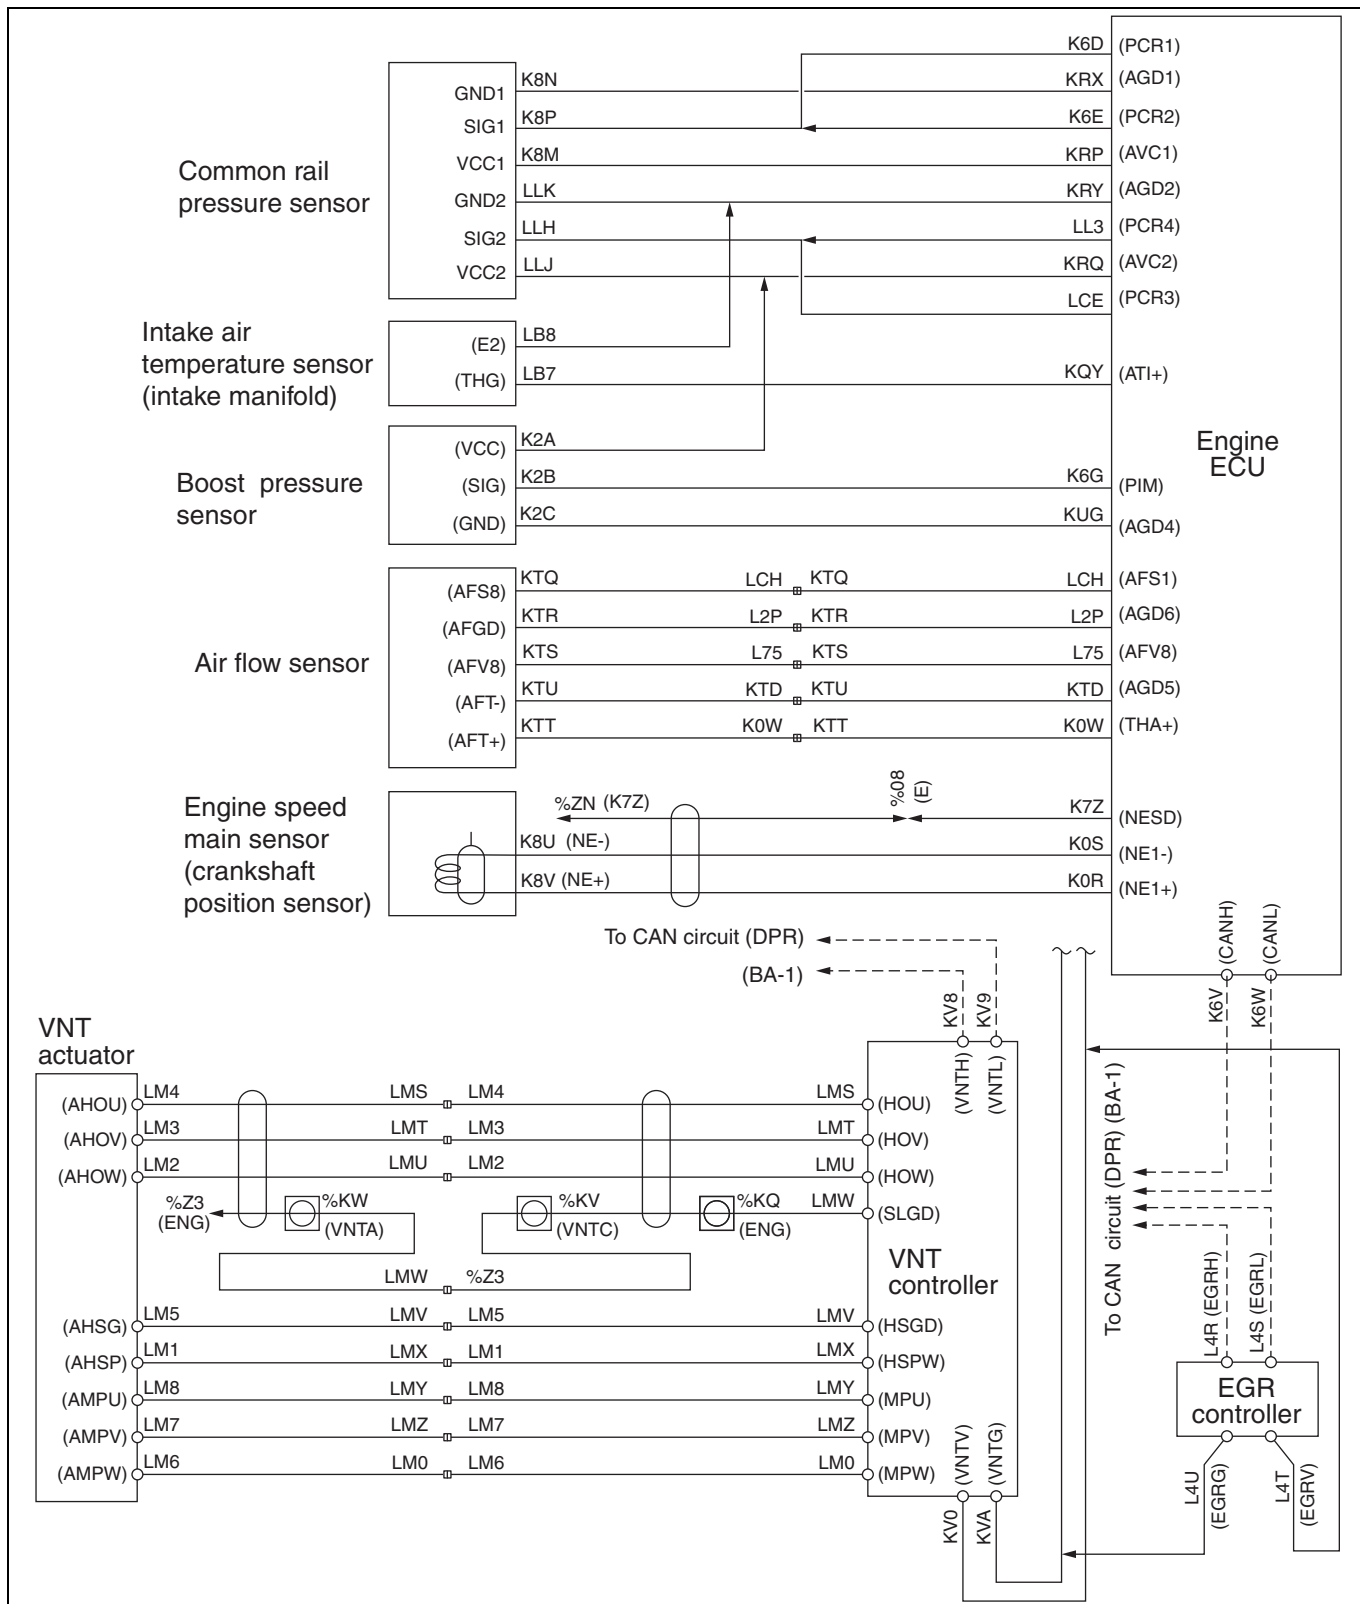 K6D (PCR1)
K8N KRX (AGD1)
GND1
K8P K6E (PCR2)
SIG1
K8M KRP (AVC1)
VCC1
Common rail
pressure sensor
LLK KRY (AGD2)
GND2
LLH LL3 (PCR4)
SIG2
LLJ KRQ (AVC2)
VCC2
LCE (PCR3)
Intake air
temperature sensor
(intake manifold)
(E2) LB8
(THG) LB7 KQY (ATI+)
Engine
ECU
Boost pressure
sensor
(VCC) K2A
(SIG) K2B K6G (PIM)
(GND) K2C KUG (AGD4)
Air flow sensor
(AFS8) KTQ LCH KTQ LCH (AFS1)
(AFGD) KTR L2P KTR L2P (AGD6)
(AFV8) KTS L75 KTS L75 (AFV8)
(AFT-) KTU KTD KTU KTD (AGD5)
(AFT+) KTT K0W KTT K0W (THA+)
Engine speed
main sensor
(crankshaft
position sensor)
%ZN (K7Z) %08 (E) K7Z (NESD)
K8U (NE-) K0S (NE1-)
K8V (NE+) K0R (NE1+)
(CANH) (CANL)
K6V K6W
To CAN circuit (DPR)
(BA-1)
KV8 KV9
(VNTH) (VNTL)
VNT
actuator
(AHOU) LM4 LMS LM4 LMS (HOU)
(AHOV) LM3 LMT LM3 LMT (HOV)
(AHOW) LM2 LMU LM2 LMU (HOW)
%Z3 %KW %KV %KQ LMW (SLGD)
(ENG) (VNTA) (VNTC) (ENG)
LMW %Z3
VNT
controller
(AHSG) LM5 LMV LM5 LMV (HSGD)
(AHSP) LM1 LMX LM1 LMX (HSPW)
(AMPU) LM8 LMY LM8 LMY (MPU)
(AMPV) LM7 LMZ LM7 LMZ (MPV)
(AMPW) LM6 LM0 LM6 LM0 (MPW)
(VNTV) (VNTG)
KV0 KVA
To CAN circuit (DPR) (BA-1)
L4R (EGRH)
L4S (EGRL)
EGR
controller
L4U
(EGRG)
L4T
(EGRV)